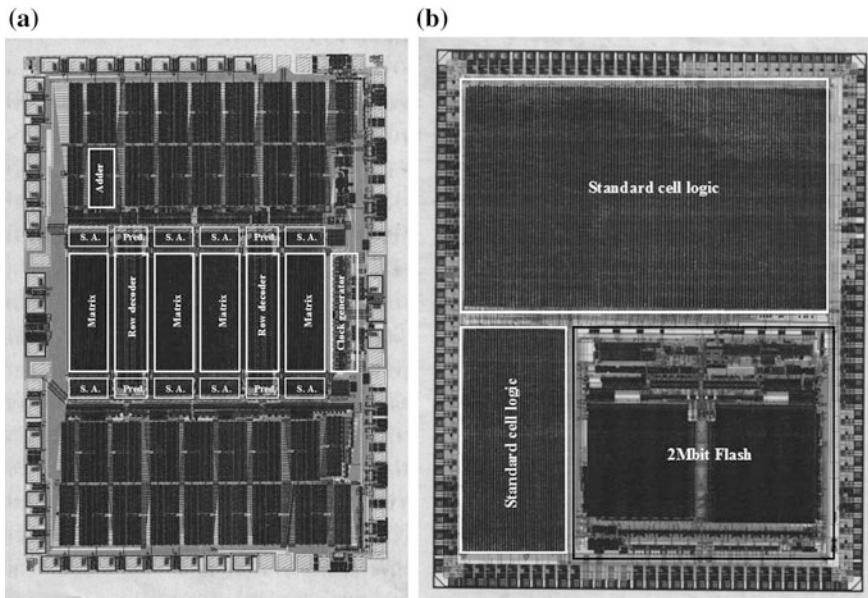 (a)
(b)
Adder
S. A.
Pred.
S. A.
S. A.
Pred.
S. A.
Matrix
Row decoder
Matrix
Matrix
Row decoder
Matrix
Clock generator
S. A.
Pred.
S. A.
S. A.
Pred.
S. A.
Standard cell logic
Standard cell logic
2Mbit Flash